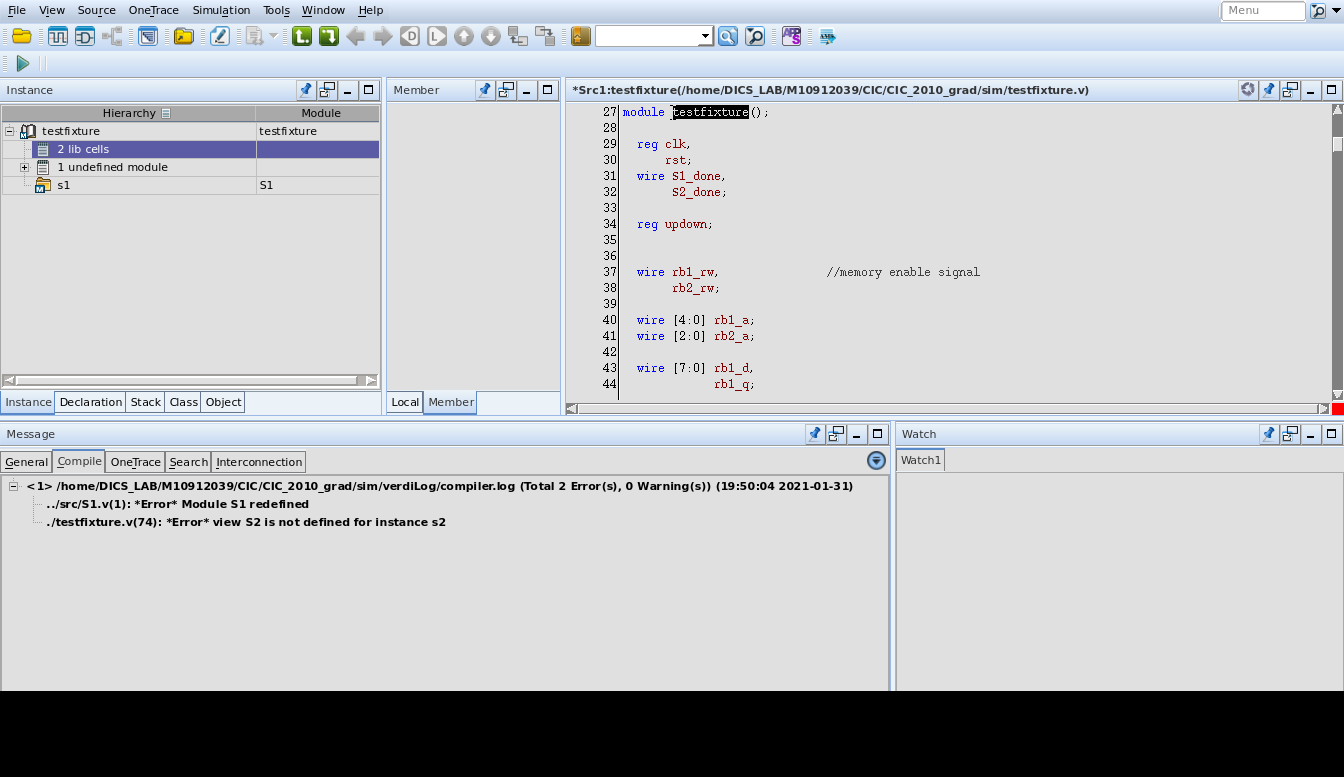 File View Source OneTrace Simulation Tools Window Help Menu
Instance
Hierarchy Module
testfixture testfixture
2 lib cells
1 undefined module
s1 S1
Instance Declaration Stack Class Object
Member
Local Member
*Src1:testfixture(/home/DICS_LAB/M10912039/CIC/CIC_2010_grad/sim/testfixture.v)
27 module testfixture();
28
29 reg clk,
30 rst;
31 wire S1_done,
32 S2_done;
33
34 reg updown;
35
36
37 wire rb1_rw, //memory enable signal
38 rb2_rw;
39
40 wire [4:0] rb1_a;
41 wire [2:0] rb2_a;
42
43 wire [7:0] rb1_d,
44 rb1_q;
Message
General Compile OneTrace Search Interconnection
<1> /home/DICS_LAB/M10912039/CIC/CIC_2010_grad/sim/verdiLog/compiler.log (Total 2 Error(s), 0 Warning(s)) (19:50:04 2021-01-31)
../src/S1.v(1): *Error* Module S1 redefined
./testfixture.v(74): *Error* view S2 is not defined for instance s2
Watch
Watch1